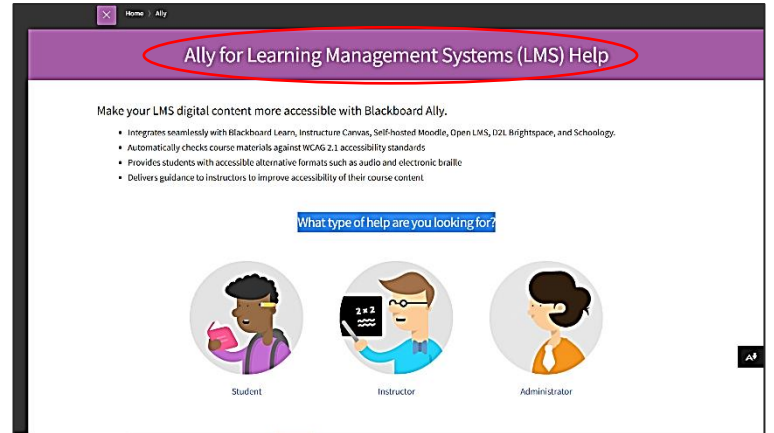 Home > Ally
Ally for Learning Management Systems (LMS) Help
Make your LMS digital content more accessible with Blackboard Ally.
• Integrates seamlessly with Blackboard Learn, Instructure Canvas, Self-hosted Moodle, Open LMS, D2L Brightspace, and Schoology.
• Automatically checks course materials against WCAG 2.1 accessibility standards
• Provides students with accessible alternative formats such as audio and electronic braille
• Delivers guidance to instructors to improve accessibility of their course content
What type of help are you looking for?
2 x 2
Student Instructor Administrator